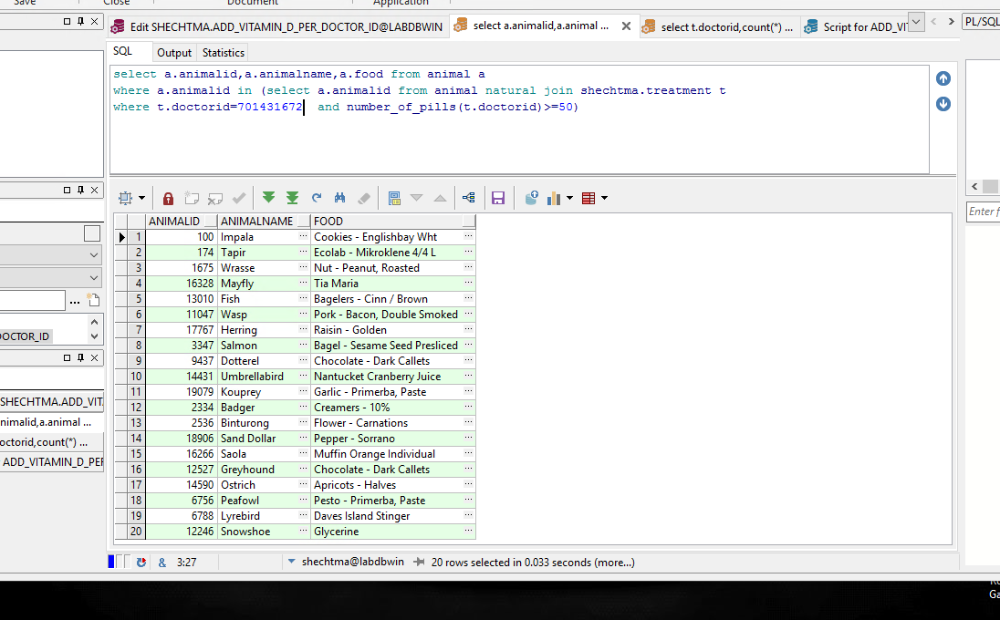 Save Close Document Application
Edit SHECHTMA.ADD_VITAMIN_D_PER_DOCTOR_ID@LABDBWIN select a.animalid,a.animal ... select t.doctorid,count(*) ... Script for ADD_VI PL/SQL
SQL Output Statistics
select a.animalid,a.animalname,a.food from animal a
where a.animalid in (select a.animalid from animal natural join shechtma.treatment t
where t.doctorid=701431672 and number_of_pills(t.doctorid)>=50)
Enter f
...
OCTOR_ID
SHECHTMA.ADD_VIT
nimalid,a.animal ...
octorid,count(*) ...
ADD_VITAMIN_D_PE
ANIMALID ANIMALNAME FOOD
1 100 Impala Cookies - Englishbay Wht
2 174 Tapir Ecolab - Mikroklene 4/4 L
3 1675 Wrasse Nut - Peanut, Roasted
4 16328 Mayfly Tia Maria
5 13010 Fish Bagelers - Cinn / Brown
6 11047 Wasp Pork - Bacon, Double Smoked
7 17767 Herring Raisin - Golden
8 3347 Salmon Bagel - Sesame Seed Presliced
9 9437 Dotterel Chocolate - Dark Callets
10 14431 Umbrellabird Nantucket Cranberry Juice
11 19079 Kouprey Garlic - Primerba, Paste
12 2334 Badger Creamers - 10%
13 2536 Binturong Flower - Carnations
14 18906 Sand Dollar Pepper - Sorrano
15 16266 Saola Muffin Orange Individual
16 12527 Greyhound Chocolate - Dark Callets
17 14590 Ostrich Apricots - Halves
18 6756 Peafowl Pesto - Primerba, Paste
19 6788 Lyrebird Daves Island Stinger
20 12246 Snowshoe Glycerine
& 3:27 shechtma@labdbwin 20 rows selected in 0.033 seconds (more...)
Ga